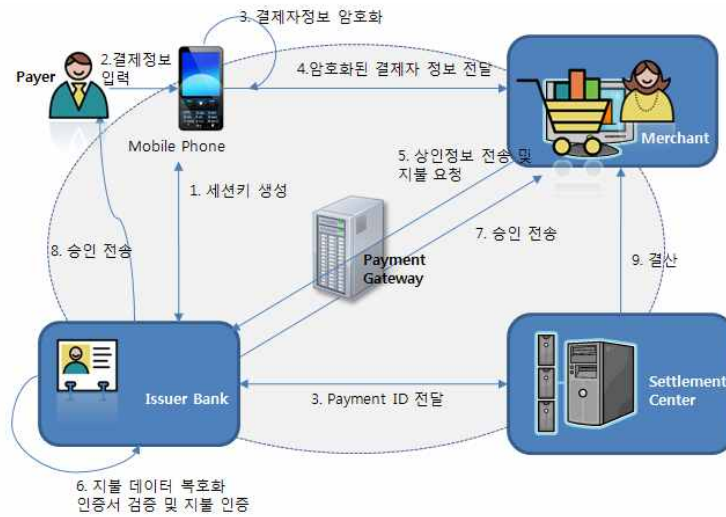 3. 결제자정보 암호화
Payer
2.결제정보
입력
4.암호화된 결제자 정보 전달
Mobile Phone
Merchant
5. 상인정보 전송 및
지불 요청
1. 세션키 생성
7. 승인 전송
8. 승인 전송
Payment
Gateway
9. 결산
Issuer Bank
3. Payment ID 전달
Settlement
Center
6. 지불 데이터 복호화
인증서 검증 및 지불 인증